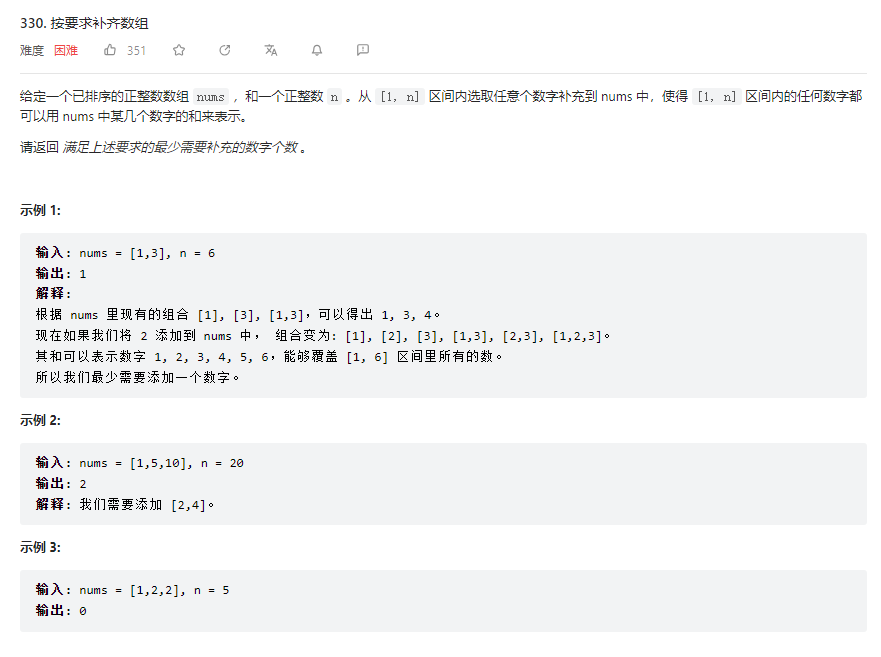 330. 按要求补齐数组
难度 困难 351
给定一个已排序的正整数数组 nums ，和一个正整数 n 。从 [1, n] 区间内选取任意个数字补充到 nums 中，使得 [1, n] 区间内的任何数字都
可以用 nums 中某几个数字的和来表示。
请返回 满足上述要求的最少需要补充的数字个数 。
示例 1:
输入: nums = [1,3], n = 6
输出: 1
解释:
根据 nums 里现有的组合 [1], [3], [1,3]，可以得出 1, 3, 4。
现在如果我们将 2 添加到 nums 中， 组合变为: [1], [2], [3], [1,3], [2,3], [1,2,3]。
其和可以表示数字 1, 2, 3, 4, 5, 6，能够覆盖 [1, 6] 区间里所有的数。
所以我们最少需要添加一个数字。
示例 2:
输入: nums = [1,5,10], n = 20
输出: 2
解释: 我们需要添加 [2,4]。
示例 3:
输入: nums = [1,2,2], n = 5
输出: 0